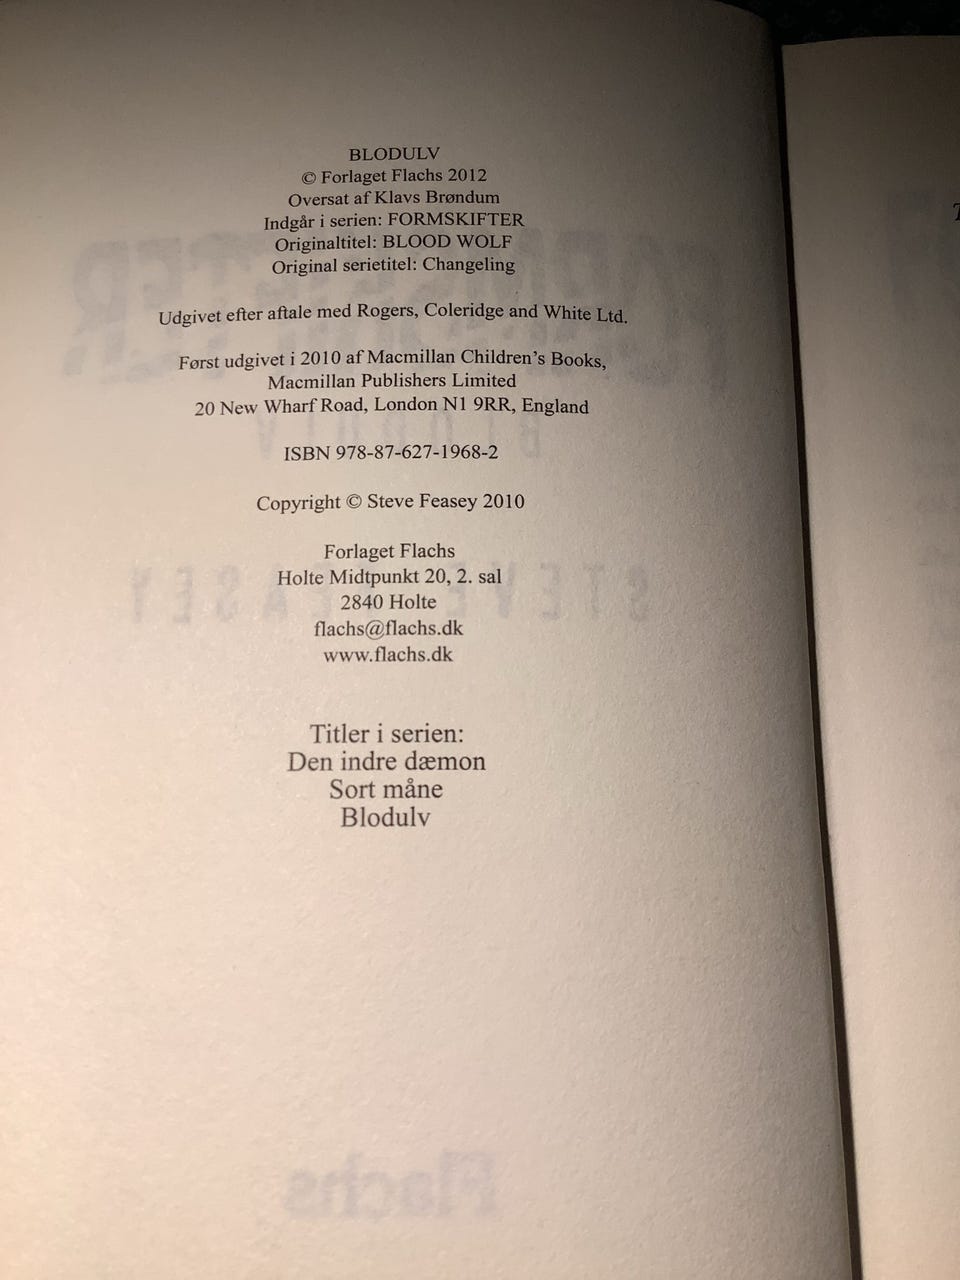 BLODULV
© Forlaget Flachs 2012
Oversat af Klavs Brøndum
Indgår i serien: FORMSKIFTER
Originaltitel: BLOOD WOLF
Original serietitel: Changeling
Udgivet efter aftale med Rogers, Coleridge and White Ltd.
Først udgivet i 2010 af Macmillan Children's Books,
Macmillan Publishers Limited
20 New Wharf Road, London N1 9RR, England
ISBN 978-87-627-1968-2
Copyright © Steve Feasey 2010
Forlaget Flachs
Holte Midtpunkt 20, 2. sal
2840 Holte
flachs@flachs.dk
www.flachs.dk
Titler i serien:
Den indre dæmon
Sort måne
Blodulv